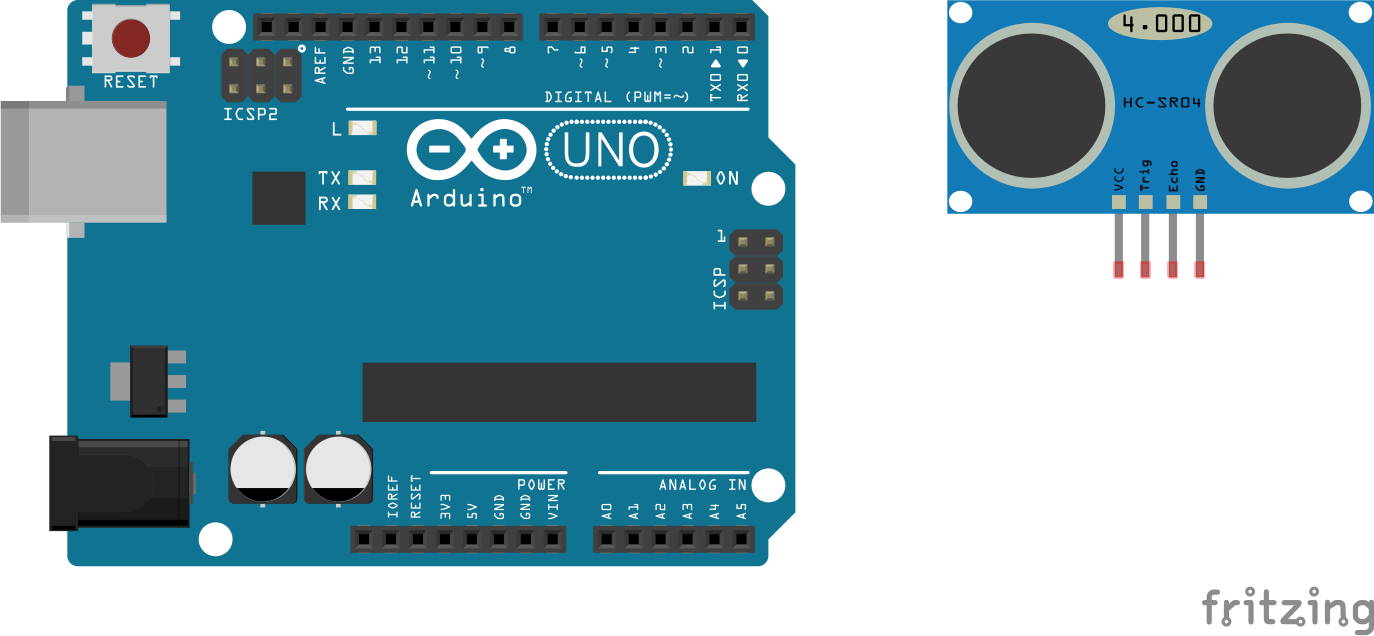 RESET
ICSP2
AREF
GND
13
12
~11
~10
~9
8
7
~6
~5
4
~3
2
TX0▶1
RX0◀0
DIGITAL (PWM=~)
L
TX
RX
Arduino™
UNO
ON
1
ICSP
IOREF
RESET
3V3
5V
GND
GND
VIN
POWER
ANALOG IN
A0
A1
A2
A3
A4
A5
4.000
HC-SR04
VCC
Trig
Echo
GND
fritzing